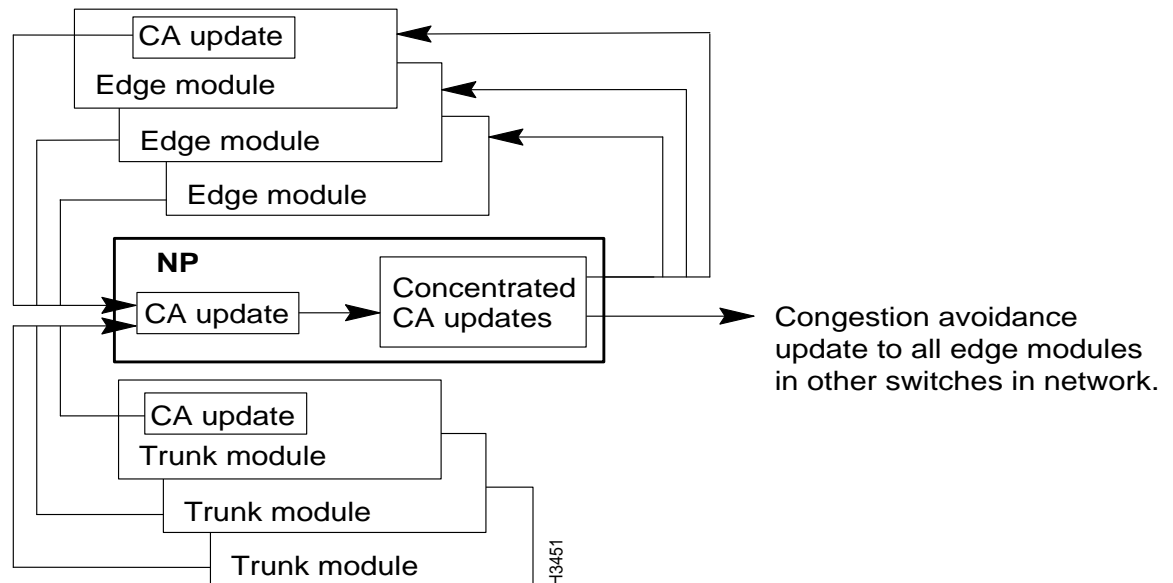 CA update
Edge module
Edge module
Edge module
NP
CA update
Concentrated
CA updates
Congestion avoidance
update to all edge modules
in other switches in network.
CA update
Trunk module
Trunk module
Trunk module
H3451